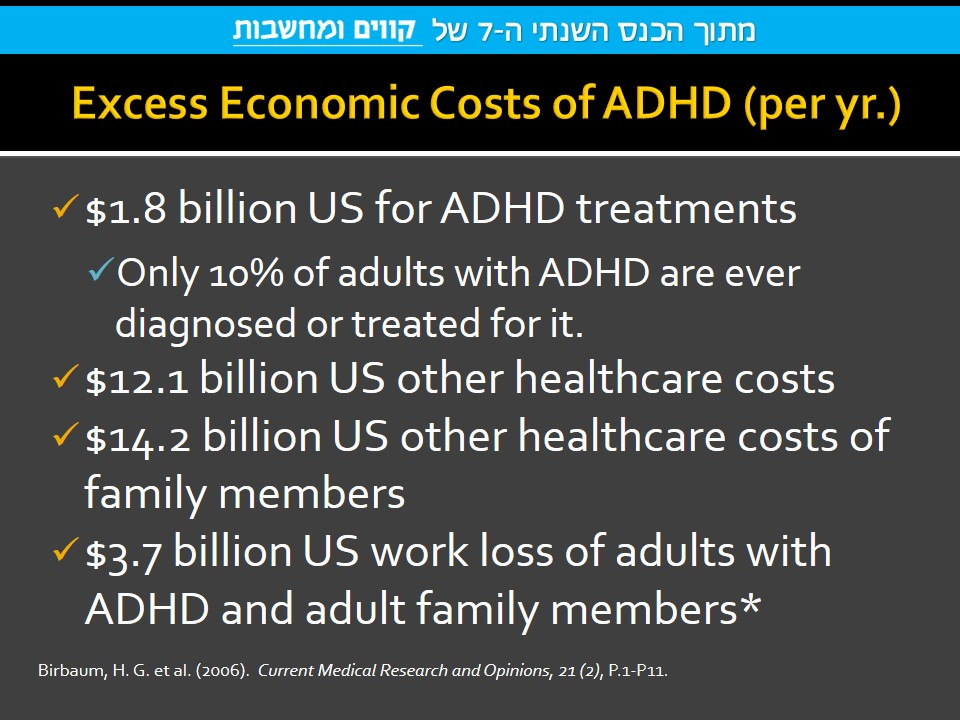 מתוך הכנס השנתי ה-7 של קווים ומחשבות
Excess Economic Costs of ADHD (per yr.)
$1.8 billion US for ADHD treatments
Only 10% of adults with ADHD are ever
diagnosed or treated for it.
$12.1 billion US other healthcare costs
$14.2 billion US other healthcare costs of
family members
$3.7 billion US work loss of adults with
ADHD and adult family members*
Birbaum, H. G. et al. (2006). Current Medical Research and Opinions, 21 (2), P.1-P11.